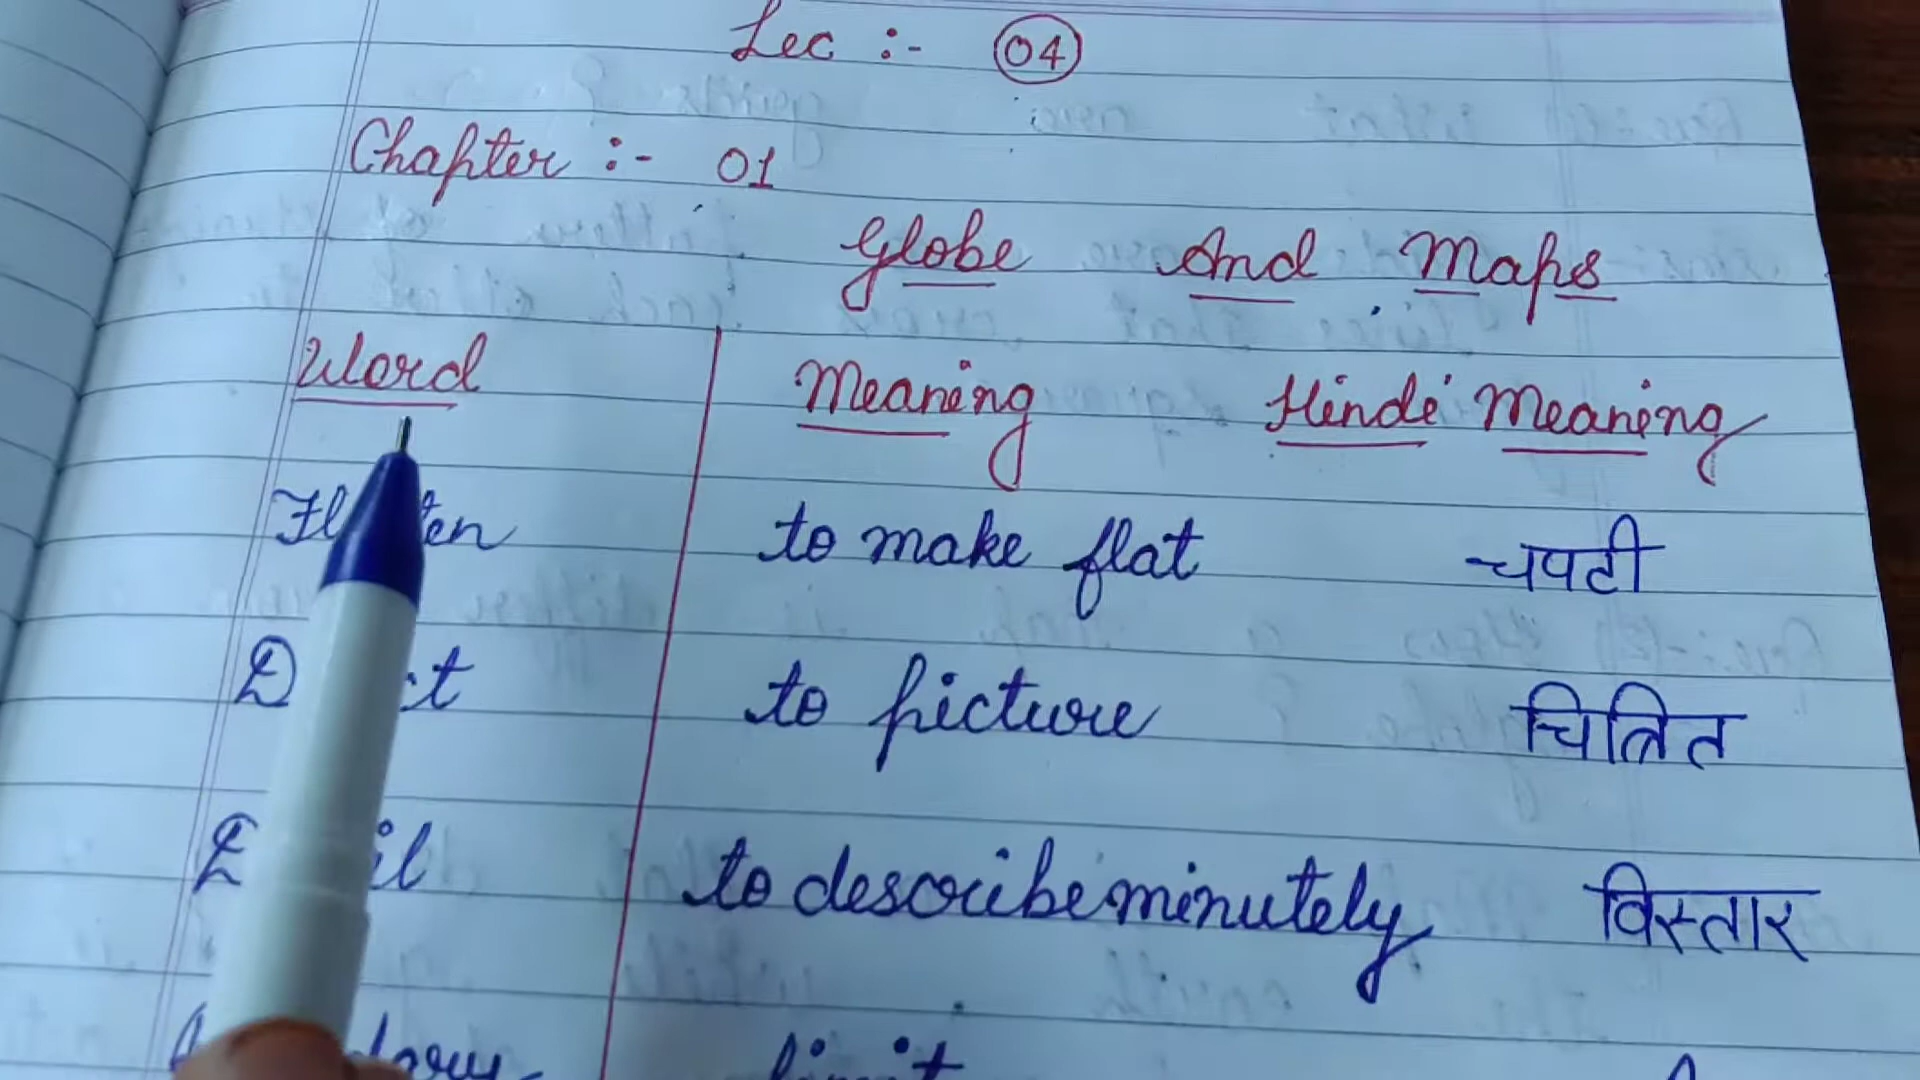 Lec :- 04
Chapter :- 01
Globe And Maps
Word Meaning Hindi Meaning
to make flat चपटी
to picture चित्रित
to describe minutely विस्तार
limit